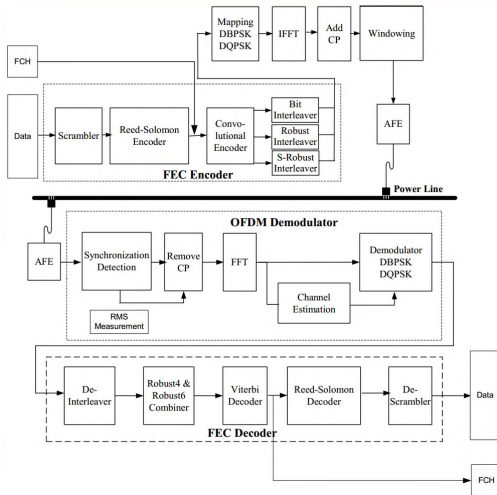 Mapping
DBPSK
DQPSK
IFFT
Add
CP
Windowing
FCH
AFE
Data
Scrambler
Reed-Solomon
Encoder
Convo-
lutional
Encoder
Bit
Interleaver
Robust
Interleaver
S-Robust
Interleaver
FEC Encoder
Power Line
OFDM Demodulator
AFE
Synchronization
Detection
Remove
CP
FFT
Demodulator
DBPSK
DQPSK
Channel
Estimation
RMS
Measurement
De-
Interleaver
Robust4 &
Robust6
Combiner
Viterbi
Decoder
Reed-Solomon
Decoder
De-
Scrambler
Data
FEC Decoder
FCH